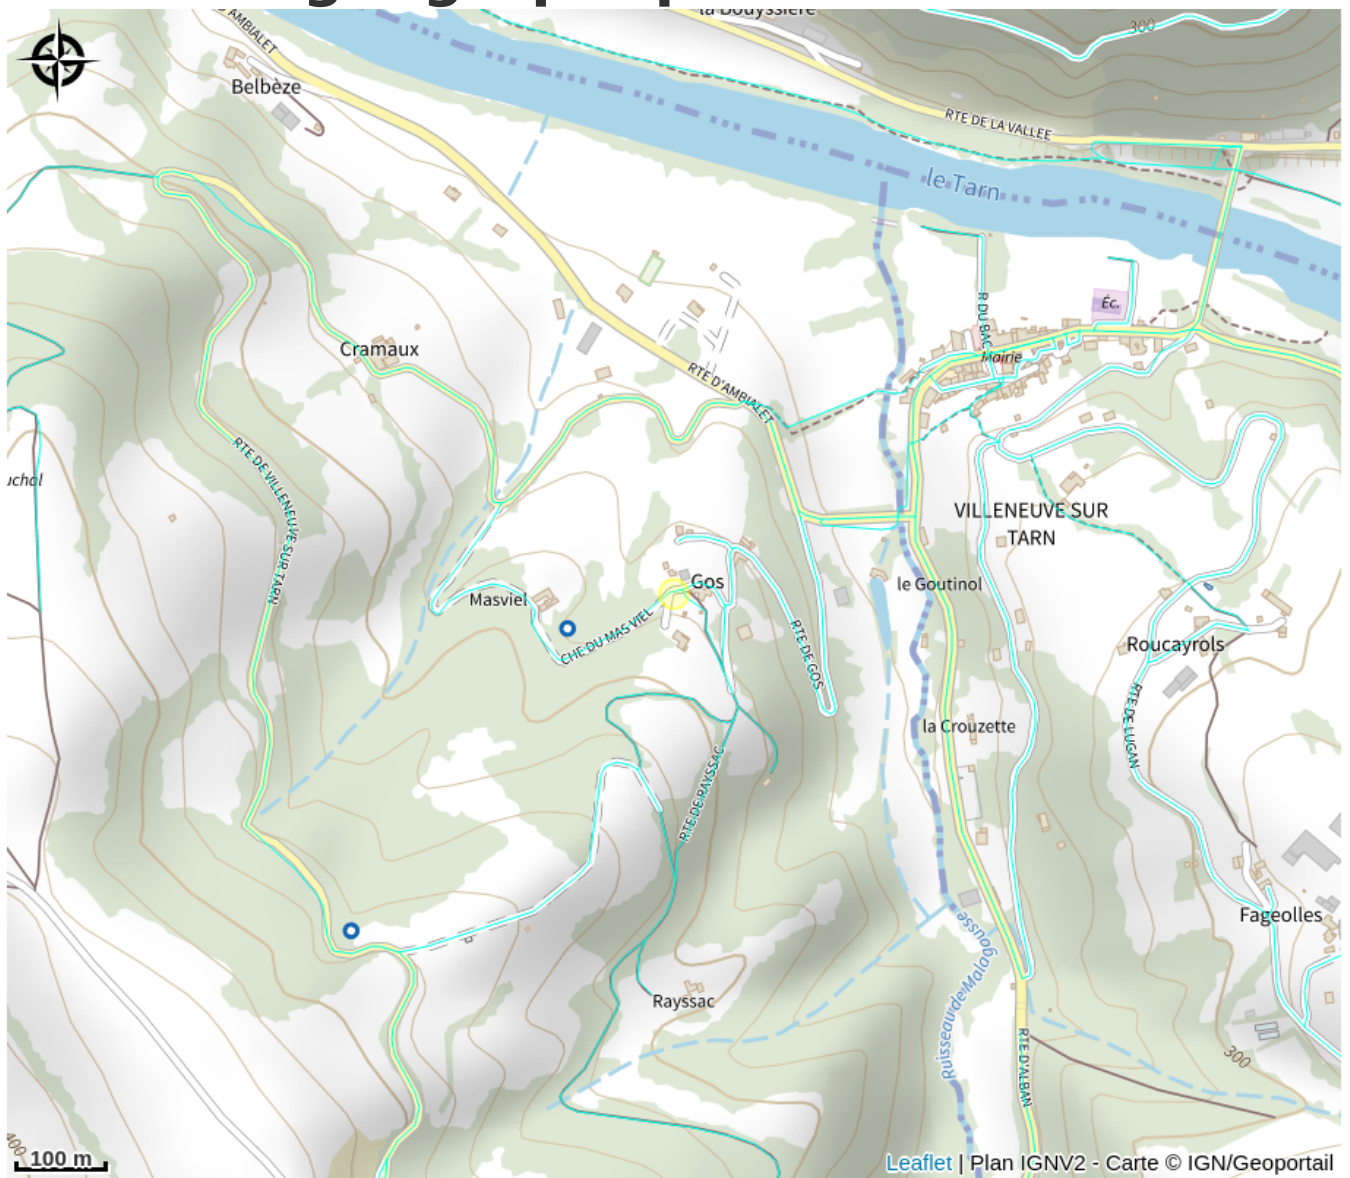 la Bouyssière
300
D'AMBIALET
Belbèze
RTE DE LA VALLEE
le Tarn
R DU BAC
Éc.
Cramaux
Mairie
RTE D'AMBIALET
RTE DE VILLENEUVE SUR TARN
VILLENEUVE SUR
TARN
Gos
le Goutinol
Masviel
CHE DU MAS VIEL
RTE DE GOS
Roucayrols
RTE DE LUGAN
la Crouzette
RTE DE RAYSSAC
Fageolles
Ruisseau de Malagousse
Rayssac
RTE D'ALBAN
300
400
100 m
Leaflet | Plan IGNV2 - Carte © IGN/Geoportail